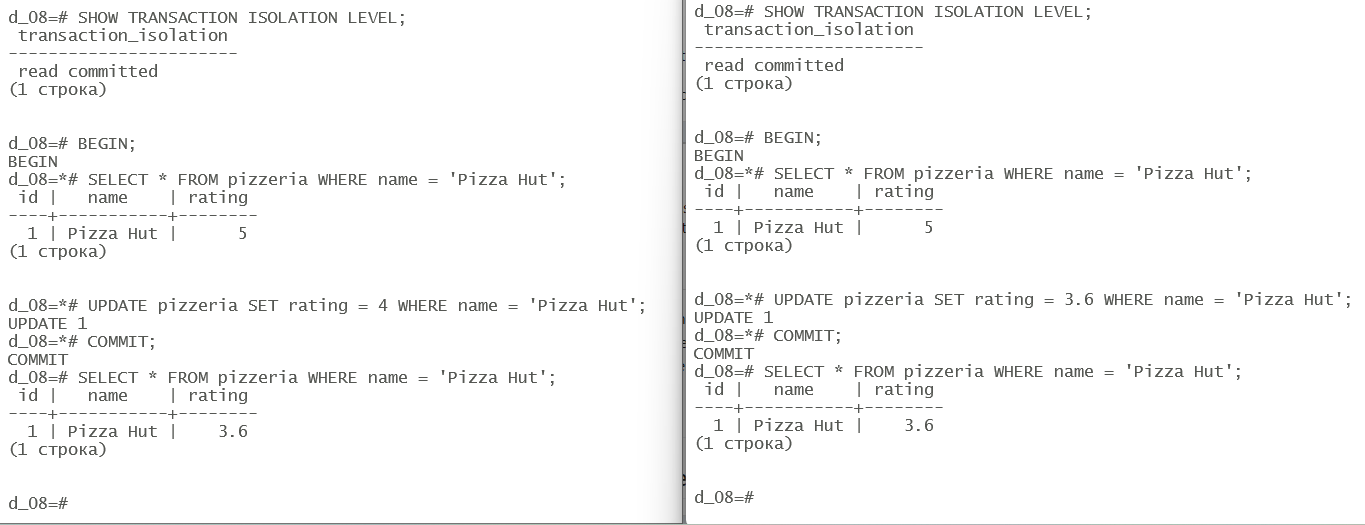 d_08=# SHOW TRANSACTION ISOLATION LEVEL;
 transaction_isolation
-----------------------
 read committed
(1 строка)
d_08=# BEGIN;
BEGIN
d_08=*# SELECT * FROM pizzeria WHERE name = 'Pizza Hut';
 id |   name    | rating
----+-----------+--------
  1 | Pizza Hut |      5
(1 строка)
d_08=*# UPDATE pizzeria SET rating = 4 WHERE name = 'Pizza Hut';
UPDATE 1
d_08=*# COMMIT;
COMMIT
d_08=# SELECT * FROM pizzeria WHERE name = 'Pizza Hut';
 id |   name    | rating
----+-----------+--------
  1 | Pizza Hut |    3.6
(1 строка)
d_08=#
d_08=# SHOW TRANSACTION ISOLATION LEVEL;
 transaction_isolation
-----------------------
 read committed
(1 строка)
d_08=# BEGIN;
BEGIN
d_08=*# SELECT * FROM pizzeria WHERE name = 'Pizza Hut';
 id |   name    | rating
----+-----------+--------
  1 | Pizza Hut |      5
(1 строка)
d_08=*# UPDATE pizzeria SET rating = 3.6 WHERE name = 'Pizza Hut';
UPDATE 1
d_08=*# COMMIT;
COMMIT
d_08=# SELECT * FROM pizzeria WHERE name = 'Pizza Hut';
 id |   name    | rating
----+-----------+--------
  1 | Pizza Hut |    3.6
(1 строка)
d_08=#